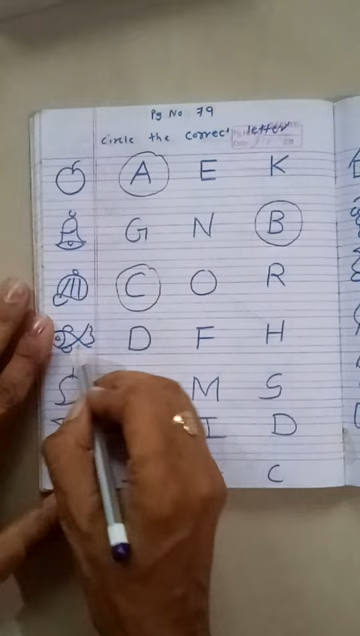 Pg No 79
circle the correct letter
A E K
G N B
C O R
D F H
M S
I D
C